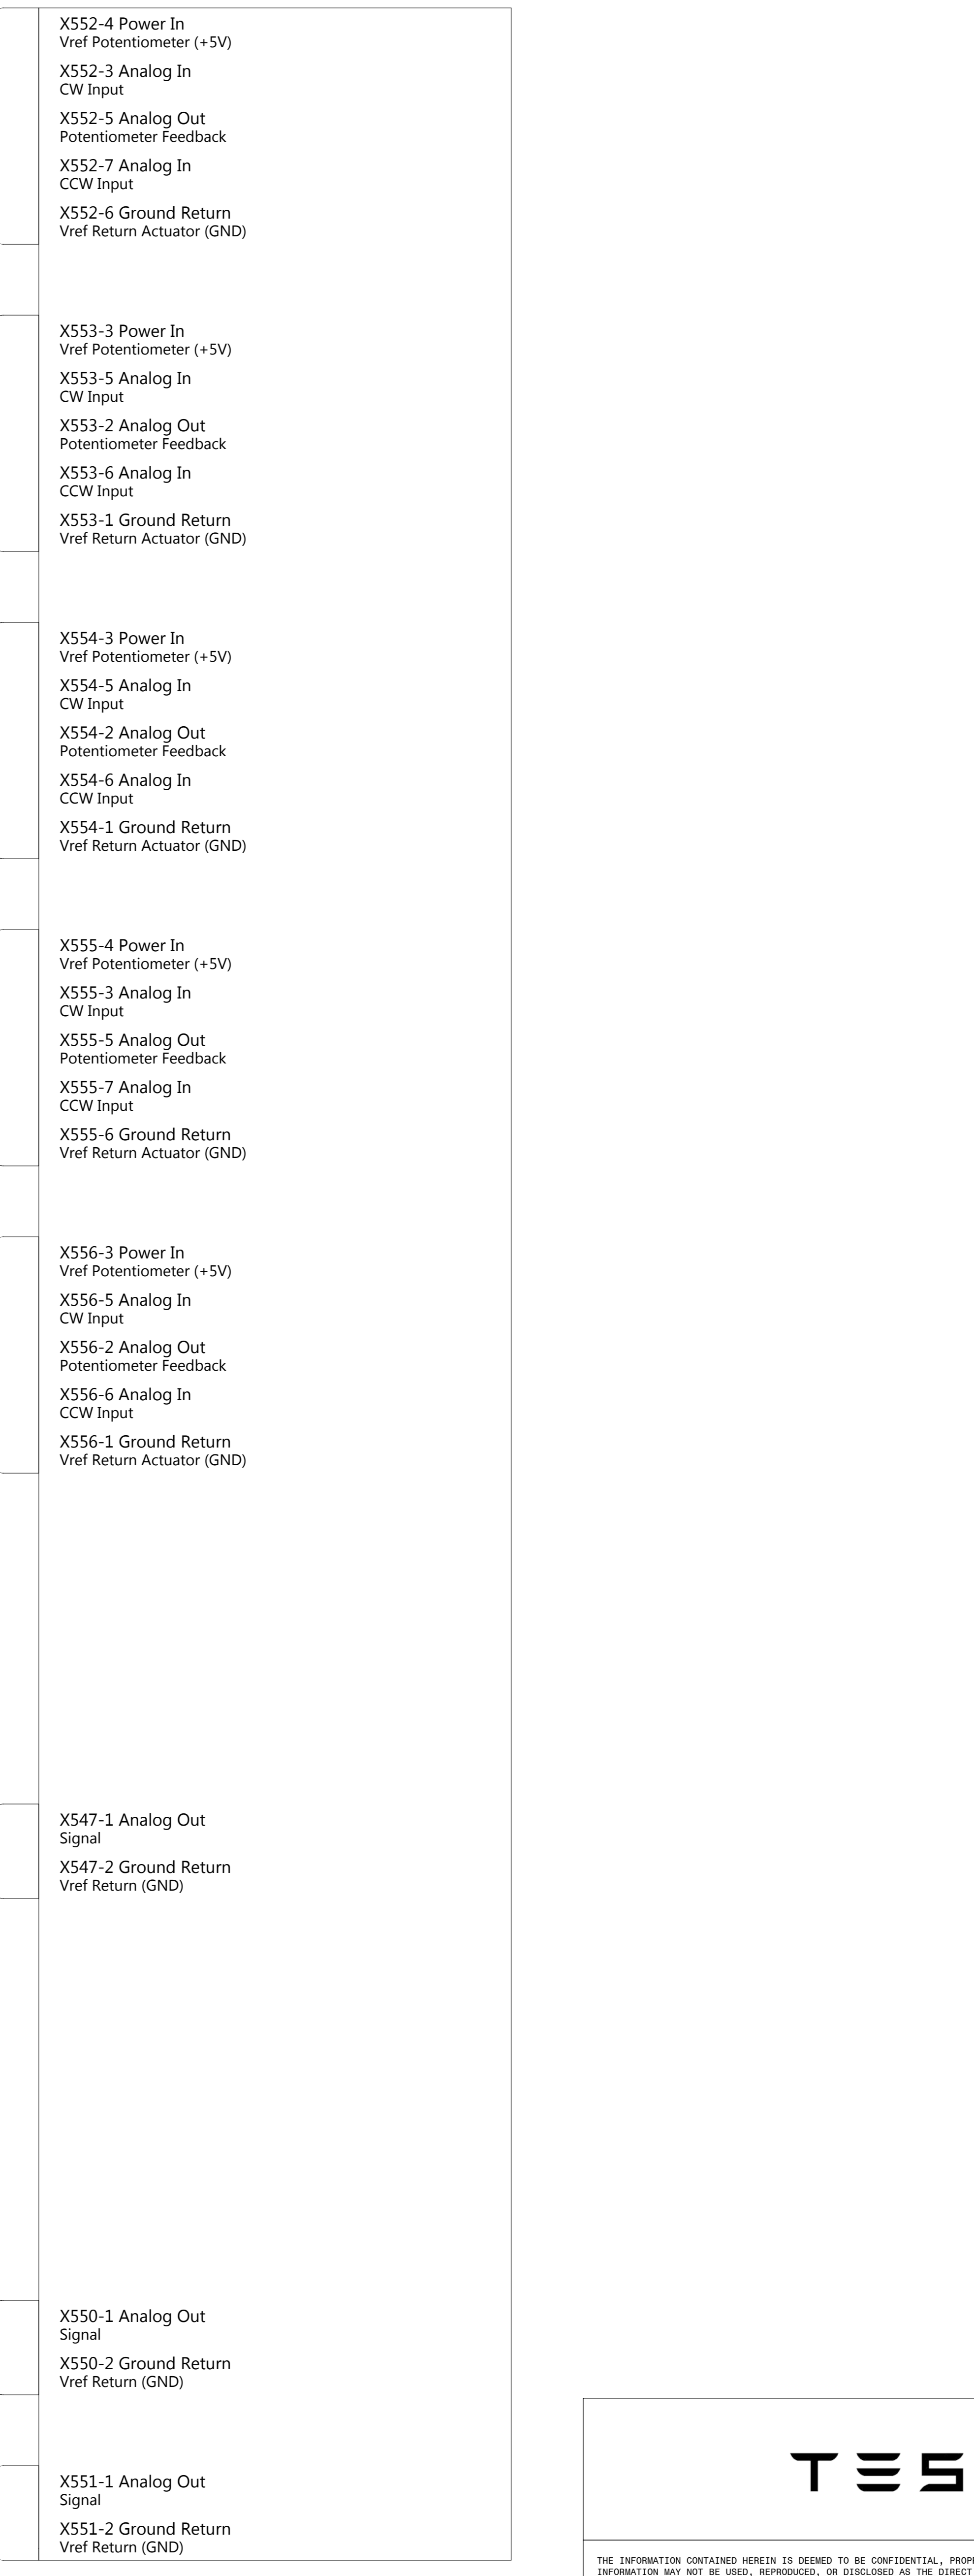 X552-4 Power In
Vref Potentiometer (+5V)
X552-3 Analog In
CW Input
X552-5 Analog Out
Potentiometer Feedback
X552-7 Analog In
CCW Input
X552-6 Ground Return
Vref Return Actuator (GND)
X553-3 Power In
Vref Potentiometer (+5V)
X553-5 Analog In
CW Input
X553-2 Analog Out
Potentiometer Feedback
X553-6 Analog In
CCW Input
X553-1 Ground Return
Vref Return Actuator (GND)
X554-3 Power In
Vref Potentiometer (+5V)
X554-5 Analog In
CW Input
X554-2 Analog Out
Potentiometer Feedback
X554-6 Analog In
CCW Input
X554-1 Ground Return
Vref Return Actuator (GND)
X555-4 Power In
Vref Potentiometer (+5V)
X555-3 Analog In
CW Input
X555-5 Analog Out
Potentiometer Feedback
X555-7 Analog In
CCW Input
X555-6 Ground Return
Vref Return Actuator (GND)
X556-3 Power In
Vref Potentiometer (+5V)
X556-5 Analog In
CW Input
X556-2 Analog Out
Potentiometer Feedback
X556-6 Analog In
CCW Input
X556-1 Ground Return
Vref Return Actuator (GND)
X547-1 Analog Out
Signal
X547-2 Ground Return
Vref Return (GND)
X550-1 Analog Out
Signal
X550-2 Ground Return
Vref Return (GND)
X551-1 Analog Out
Signal
X551-2 Ground Return
Vref Return (GND)
TES
THE INFORMATION CONTAINED HEREIN IS DEEMED TO BE CONFIDENTIAL, PROP
INFORMATION MAY NOT BE USED, REPRODUCED, OR DISCLOSED AS THE DIRECT